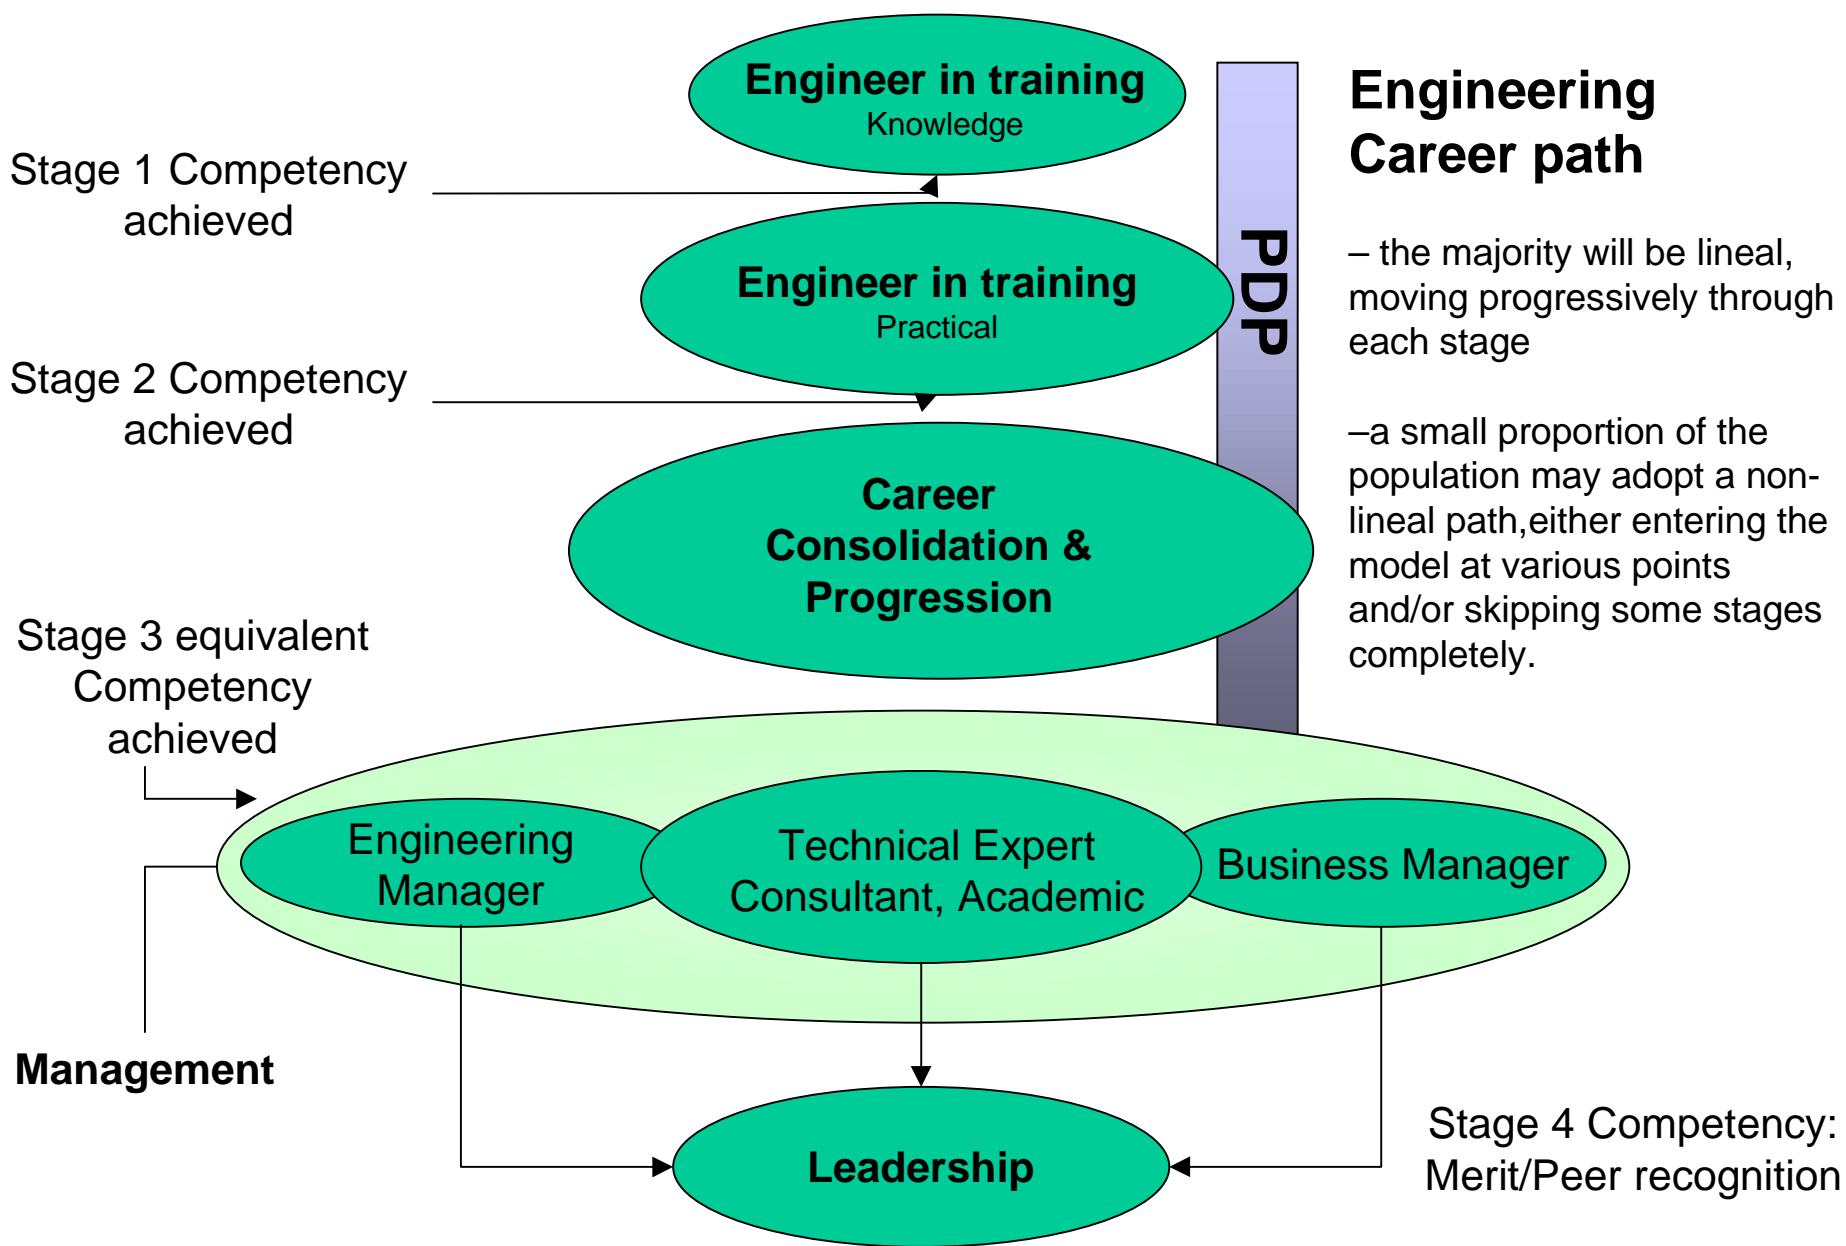 Engineer in training
Knowledge
Engineering
Career path
Stage 1 Competency
achieved
PDP
– the majority will be lineal,
moving progressively through
each stage
Engineer in training
Practical
Stage 2 Competency
achieved
–a small proportion of the
population may adopt a non-
lineal path,either entering the
model at various points
and/or skipping some stages
completely.
Career
Consolidation &
Progression
Stage 3 equivalent
Competency
achieved
Engineering
Manager
Technical Expert
Consultant, Academic
Business Manager
Management
Leadership
Stage 4 Competency:
Merit/Peer recognition